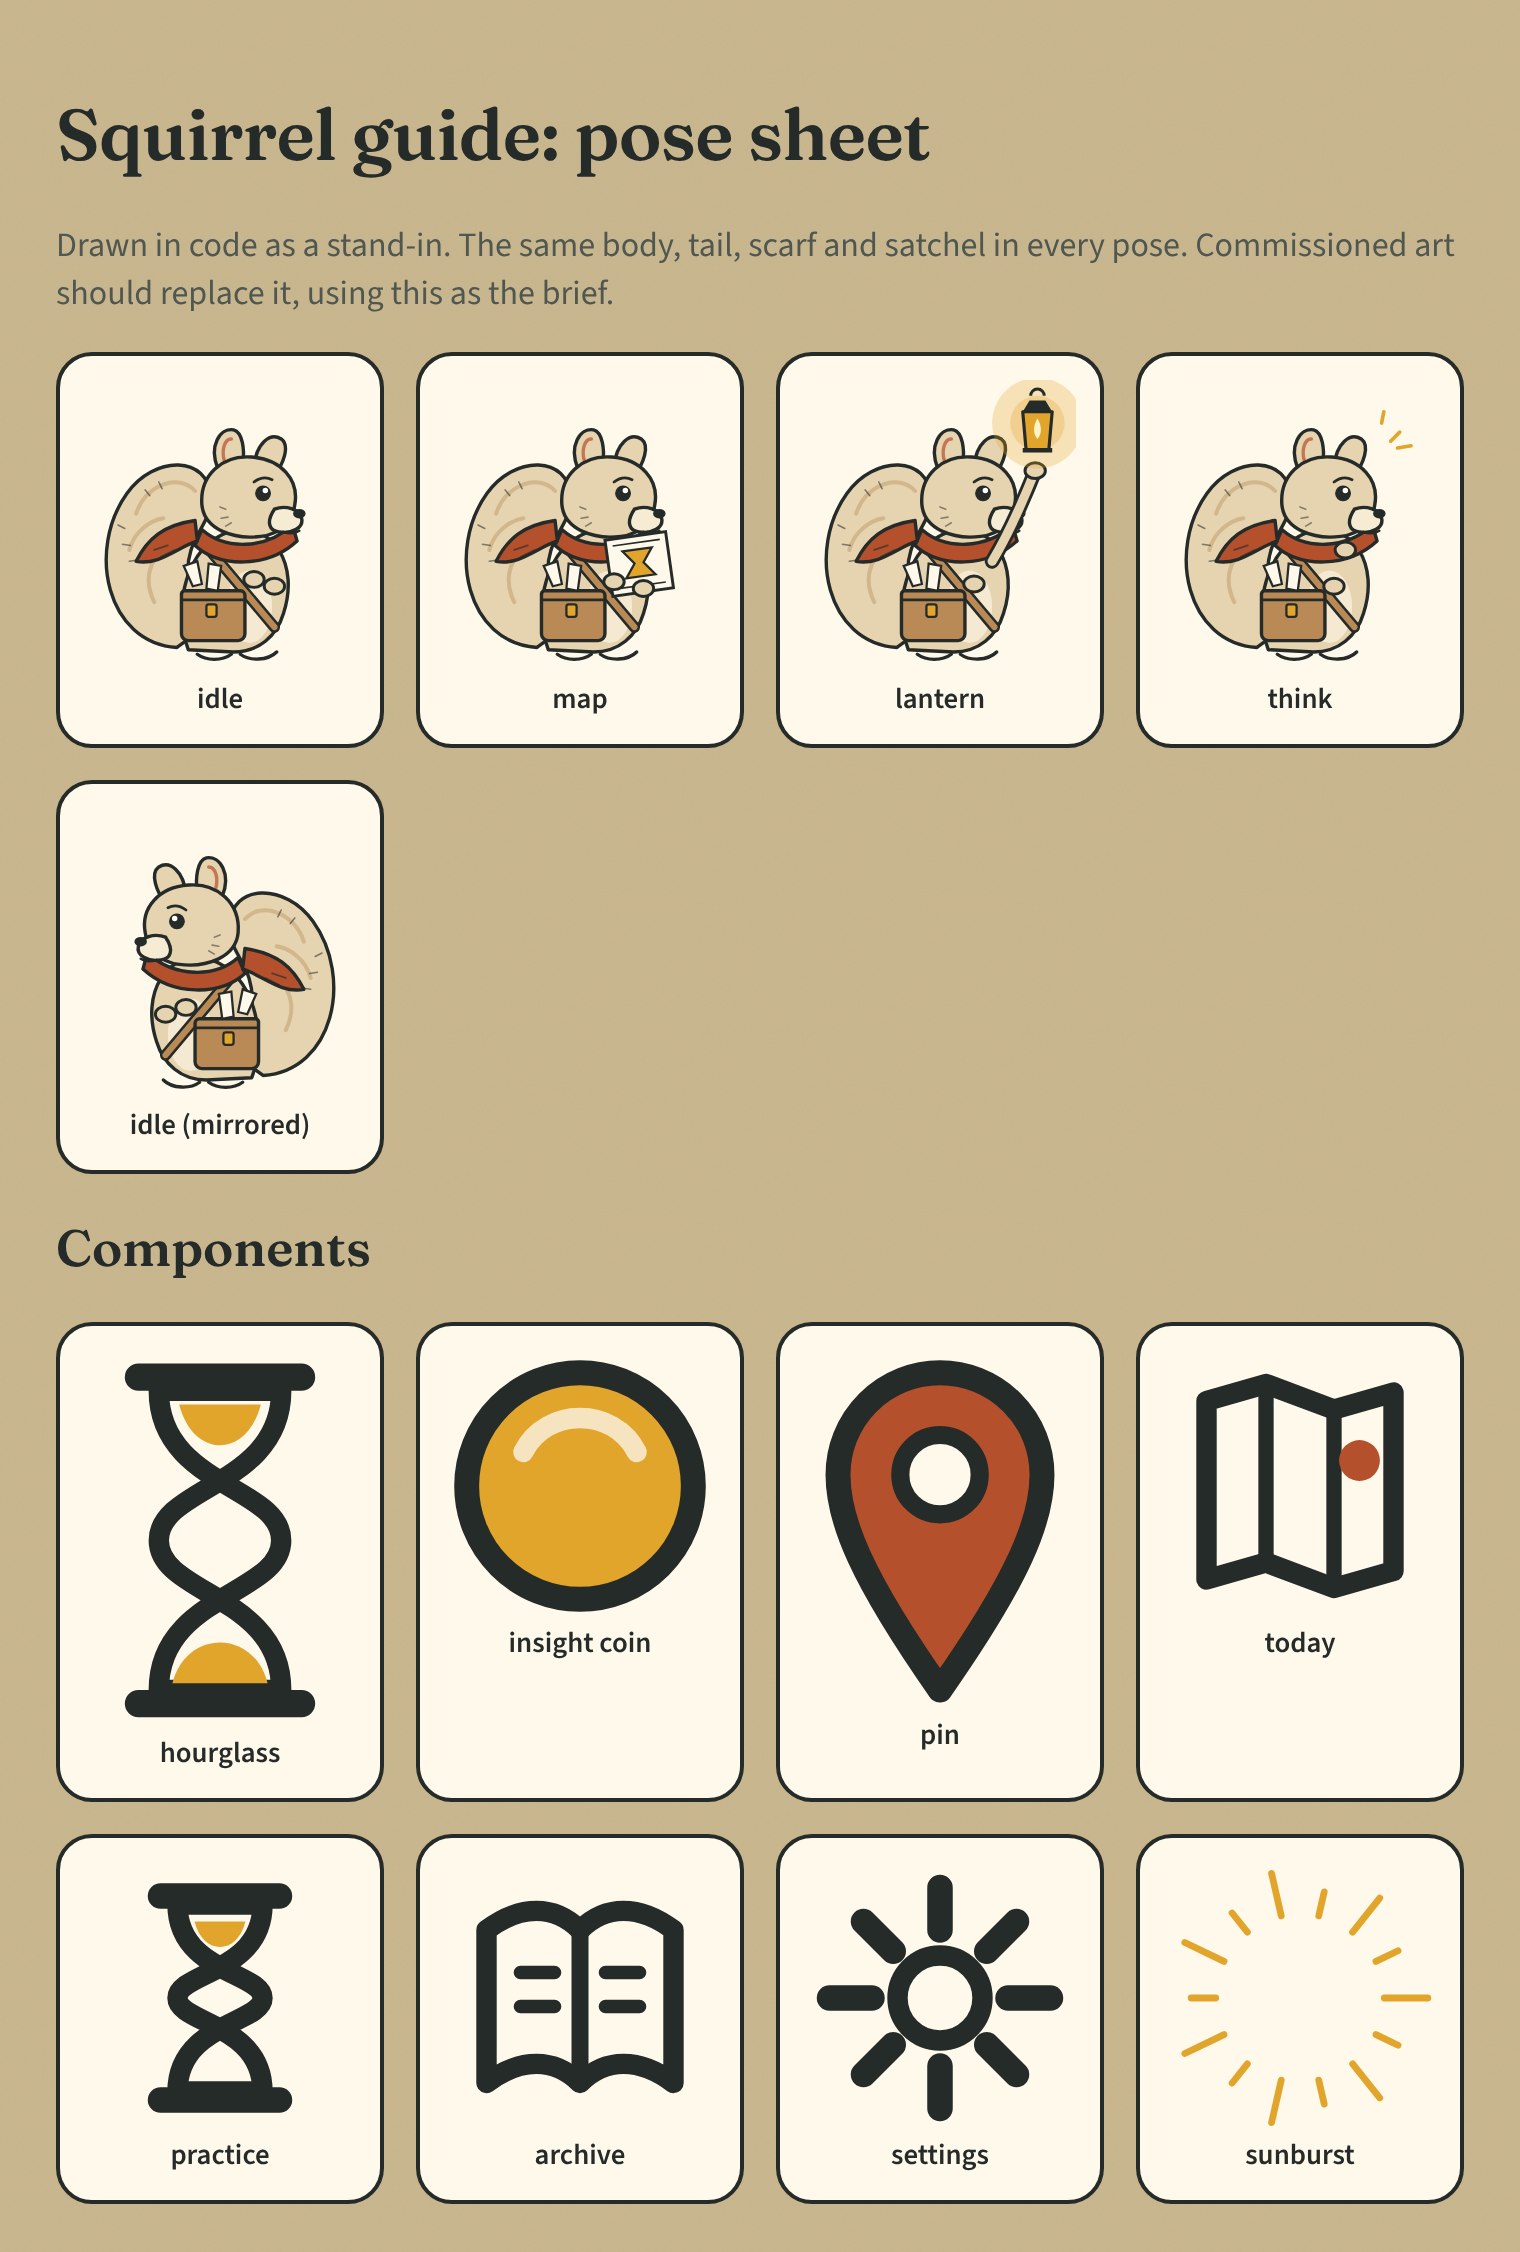 Squirrel guide: pose sheet
Drawn in code as a stand-in. The same body, tail, scarf and satchel in every pose. Commissioned art
should replace it, using this as the brief.
idle
map
lantern
think
idle (mirrored)
Components
hourglass
insight coin
pin
today
practice
archive
settings
sunburst